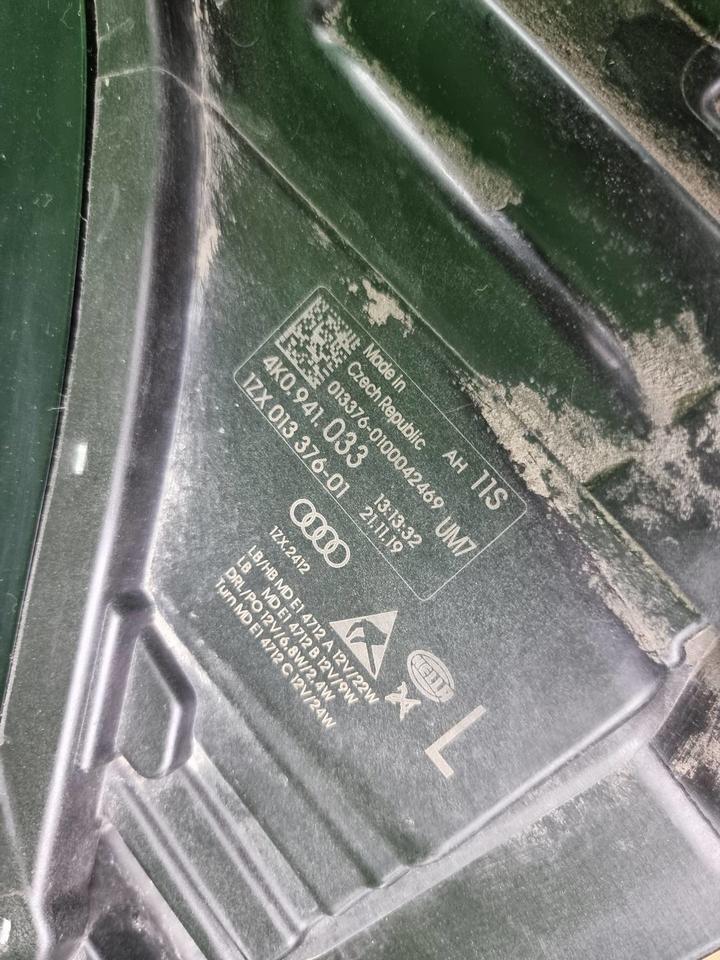 Made in
Czech Republic AH 11S
013376-0100042469 UM7
4K0.941.033 13:13:32
1ZX 013 376-01 21.11.19
1ZX.2412
LB/HB MD E1 4712 A 12V/22W
LB MD E1 4712 B 12V/9W
DRL/PO 12V/6.8W/2.4W
Turn MD E1 4712 C 12V/24W
HELLA
24
L